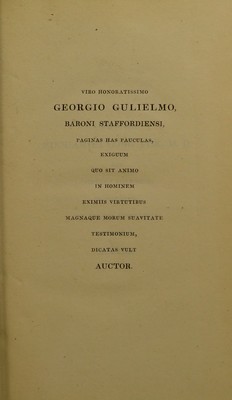 VIRO HONORATISSIMO
GEORGIO GULIELMO,
BARONI STAFFORDIENSI,
PAGINAS HAS PAUCULAS,
EXIGUUM
QUO SIT ANIMO
IN HOMINEM
EXIMIIS VIRTUTIBUS
MAGNAQUE MORUM SUAVITATE
TESTIMONIUM,
DICATAS VULT
AUCTOR.